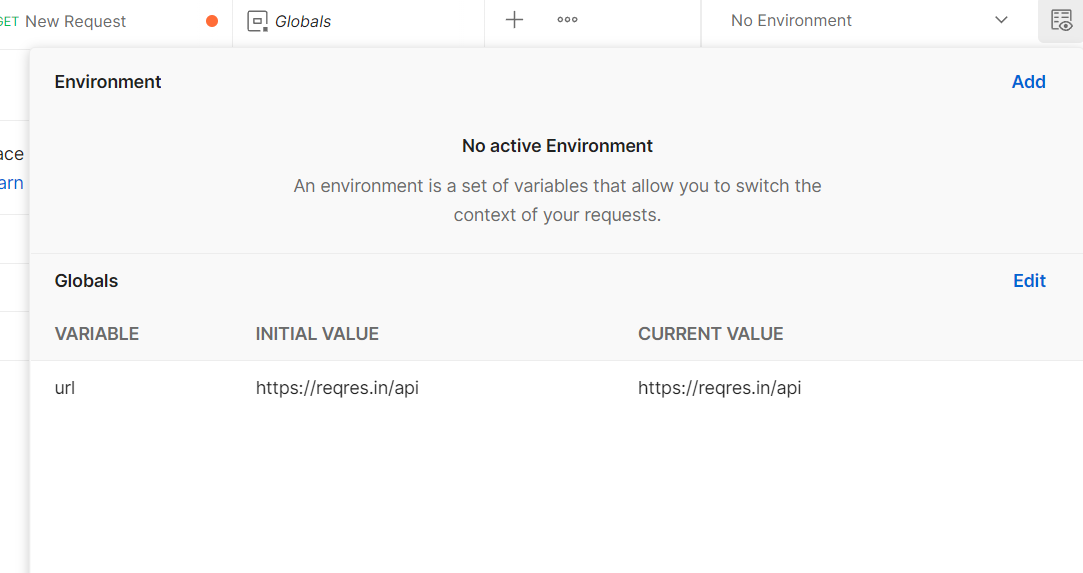 GET New Request
Globals
No Environment
Environment
Add
No active Environment
An environment is a set of variables that allow you to switch the
context of your requests.
ace
arn
Globals
Edit
VARIABLE INITIAL VALUE CURRENT VALUE
url https://reqres.in/api https://reqres.in/api